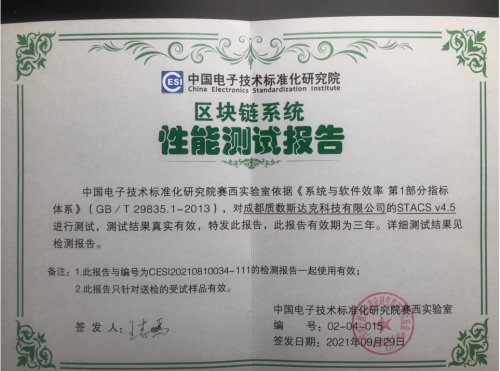 CESI 中国电子技术标准化研究院
China Electronics Standardization Institute
区块链系统
性能测试报告
中国电子技术标准化研究院赛西实验室依据《系统与软件效率 第1部分指标
体系》（GB/T 29835.1-2013），对成都质数斯达克科技有限公司的STACS v4.5
进行测试，测试结果真实有效，特发此报告，此报告有效期为三年。详细测试结果见
检测报告。
备注：1.此报告与编号为CESI20210810034-111的检测报告一起使用有效；
2.此报告只针对送检的受试样品有效。
中国电子技术标准化研究院赛西实验室
签 发 人：
编 号：02-04-015
签发日期：2021年09月29日